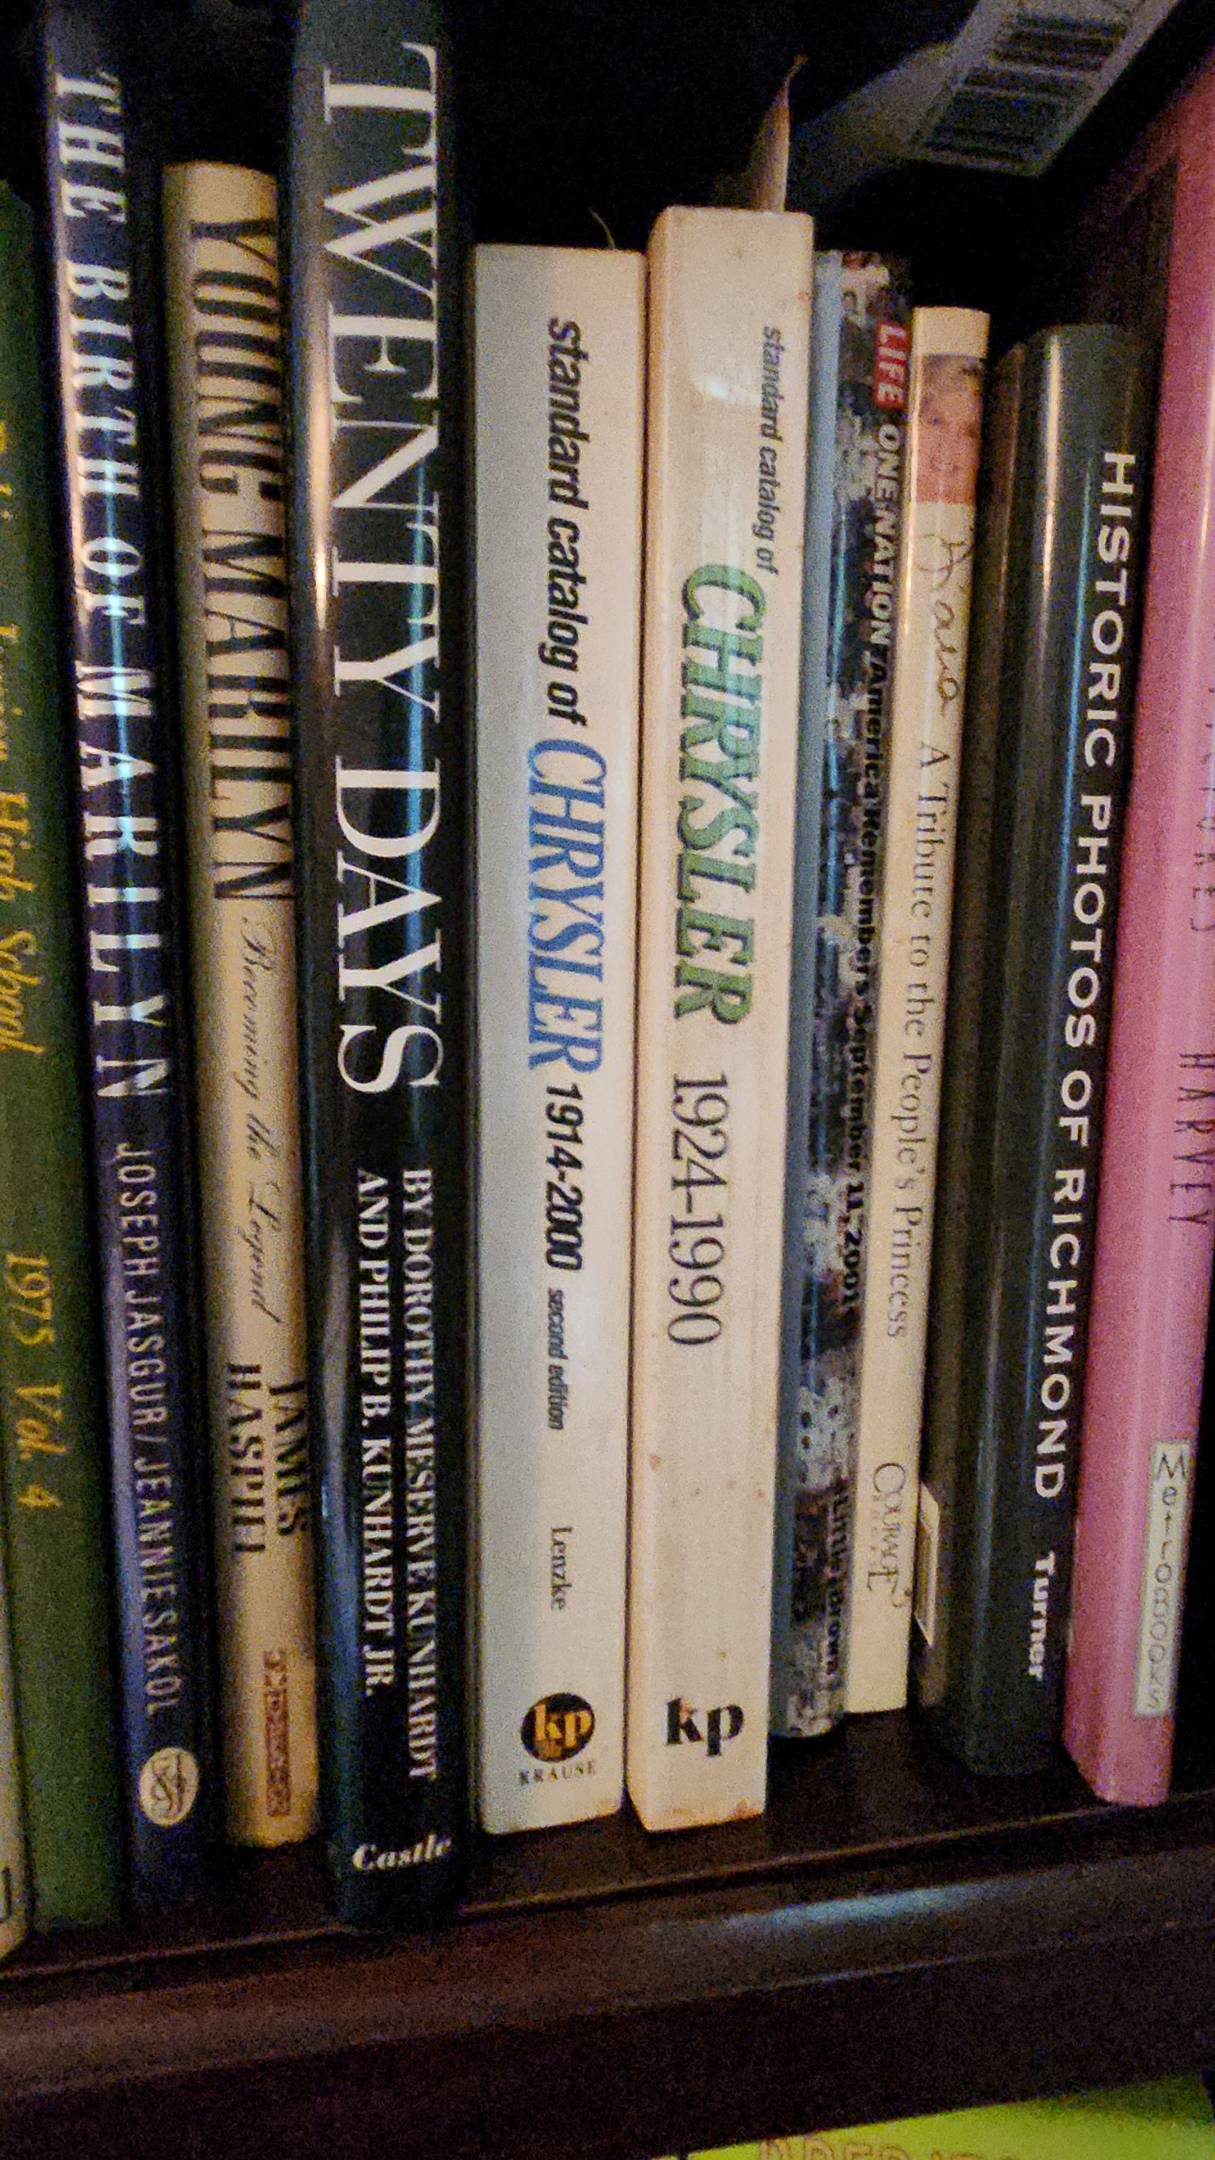 High School 1975 Vol. 4
THE BIRTH OF MARILYN JOSEPH JASGUR / JEANNIE SAKOL
YOUNG MARILYN Becoming the Legend
JAMES
HASPIEL
TWENTY DAYS
BY DOROTHY MESERVE KUNHARDT
AND PHILIP B. KUNHARDT JR.
Castle
standard catalog of CHRYSLER 1914-2000 second edition Lenzke
kp
KRAUSE
standard catalog of
CHRYSLER 1924-1990
kp
LIFE ONE NATION/America Remembers September 11, 2001 Little Brown
Diana A Tribute to the People's Princess COURAGE
HISTORIC PHOTOS OF RICHMOND Turner
HARVEY
MetroBooks